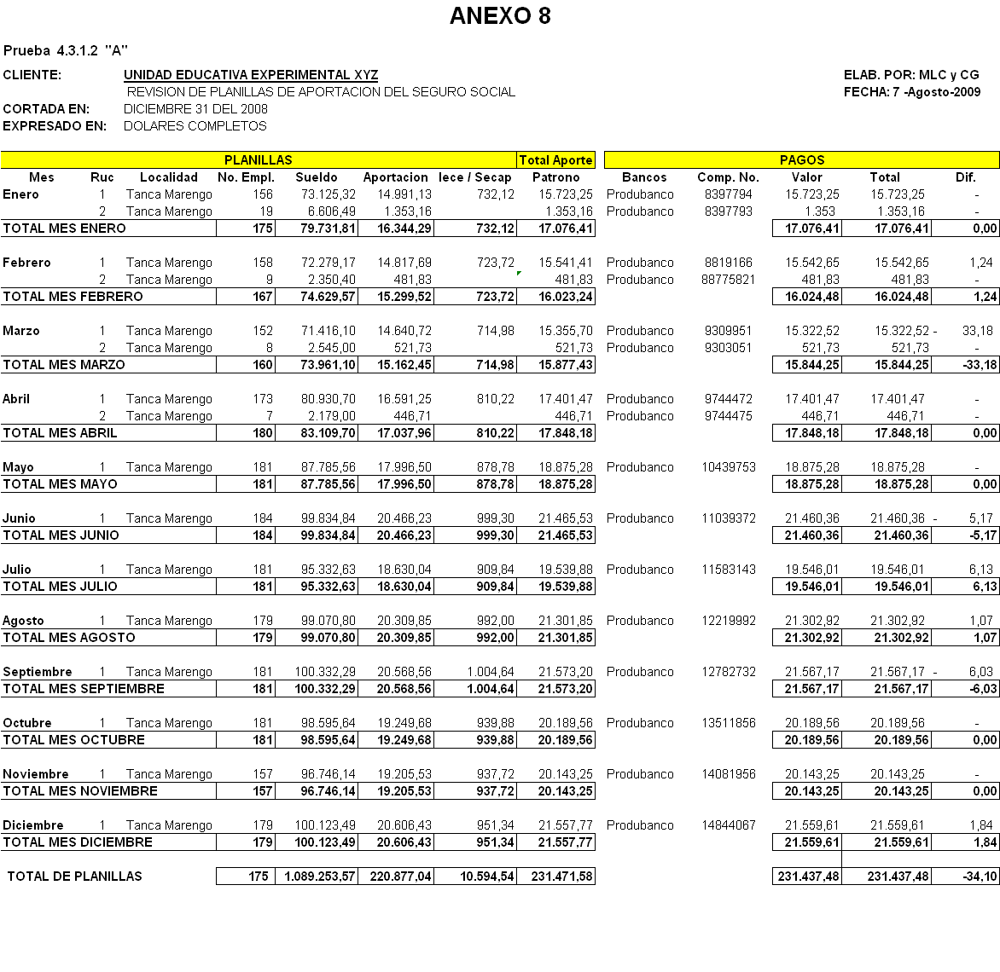 ANEXO 8
Prueba 4.3.1.2 "A"
CLIENTE: UNIDAD EDUCATIVA EXPERIMENTAL XYZ ELAB. POR: MLC y CG
REVISION DE PLANILLAS DE APORTACION DEL SEGURO SOCIAL FECHA: 7 -Agosto-2009
CORTADA EN: DICIEMBRE 31 DEL 2008
EXPRESADO EN: DOLARES COMPLETOS
PLANILLAS Total Aporte PAGOS
Mes Ruc Localidad No. Empl. Sueldo Aportacion Iece / Secap Patrono Bancos Comp. No. Valor Total Dif.
Enero 1 Tanca Marengo 156 73.125,32 14.991,13 732,12 15.723,25 Produbanco 8397794 15.723,25 15.723,25 -
2 Tanca Marengo 19 6.606,49 1.353,16 1.353,16 Produbanco 8397793 1.353 1.353,16 -
TOTAL MES ENERO 175 79.731,81 16.344,29 732,12 17.076,41 17.076,41 17.076,41 0,00
Febrero 1 Tanca Marengo 158 72.279,17 14.817,69 723,72 15.541,41 Produbanco 8819166 15.542,65 15.542,65 1,24
2 Tanca Marengo 9 2.350,40 481,83 481,83 Produbanco 88775821 481,83 481,83 -
TOTAL MES FEBRERO 167 74.629,57 15.299,52 723,72 16.023,24 16.024,48 16.024,48 1,24
Marzo 1 Tanca Marengo 152 71.416,10 14.640,72 714,98 15.355,70 Produbanco 9309951 15.322,52 15.322,52 - 33,18
2 Tanca Marengo 8 2.545,00 521,73 521,73 Produbanco 9303051 521,73 521,73 -
TOTAL MES MARZO 160 73.961,10 15.162,45 714,98 15.877,43 15.844,25 15.844,25 -33,18
Abril 1 Tanca Marengo 173 80.930,70 16.591,25 810,22 17.401,47 Produbanco 9744472 17.401,47 17.401,47 -
2 Tanca Marengo 7 2.179,00 446,71 446,71 Produbanco 9744475 446,71 446,71 -
TOTAL MES ABRIL 180 83.109,70 17.037,96 810,22 17.848,18 17.848,18 17.848,18 0,00
Mayo 1 Tanca Marengo 181 87.785,56 17.996,50 878,78 18.875,28 Produbanco 10439753 18.875,28 18.875,28 -
TOTAL MES MAYO 181 87.785,56 17.996,50 878,78 18.875,28 18.875,28 18.875,28 0,00
Junio 1 Tanca Marengo 184 99.834,84 20.466,23 999,30 21.465,53 Produbanco 11039372 21.460,36 21.460,36 - 5,17
TOTAL MES JUNIO 184 99.834,84 20.466,23 999,30 21.465,53 21.460,36 21.460,36 -5,17
Julio 1 Tanca Marengo 181 95.332,63 18.630,04 909,84 19.539,88 Produbanco 11583143 19.546,01 19.546,01 6,13
TOTAL MES JULIO 181 95.332,63 18.630,04 909,84 19.539,88 19.546,01 19.546,01 6,13
Agosto 1 Tanca Marengo 179 99.070,80 20.309,85 992,00 21.301,85 Produbanco 12219992 21.302,92 21.302,92 1,07
TOTAL MES AGOSTO 179 99.070,80 20.309,85 992,00 21.301,85 21.302,92 21.302,92 1,07
Septiembre 1 Tanca Marengo 181 100.332,29 20.568,56 1.004,64 21.573,20 Produbanco 12782732 21.567,17 21.567,17 - 6,03
TOTAL MES SEPTIEMBRE 181 100.332,29 20.568,56 1.004,64 21.573,20 21.567,17 21.567,17 -6,03
Octubre 1 Tanca Marengo 181 98.595,64 19.249,68 939,88 20.189,56 Produbanco 13511856 20.189,56 20.189,56 -
TOTAL MES OCTUBRE 181 98.595,64 19.249,68 939,88 20.189,56 20.189,56 20.189,56 0,00
Noviembre 1 Tanca Marengo 157 96.746,14 19.205,53 937,72 20.143,25 Produbanco 14081956 20.143,25 20.143,25 -
TOTAL MES NOVIEMBRE 157 96.746,14 19.205,53 937,72 20.143,25 20.143,25 20.143,25 0,00
Diciembre 1 Tanca Marengo 179 100.123,49 20.606,43 951,34 21.557,77 Produbanco 14844067 21.559,61 21.559,61 1,84
TOTAL MES DICIEMBRE 179 100.123,49 20.606,43 951,34 21.557,77 21.559,61 21.559,61 1,84
TOTAL DE PLANILLAS 175 1.089.253,57 220.877,04 10.594,54 231.471,58 231.437,48 231.437,48 -34,10